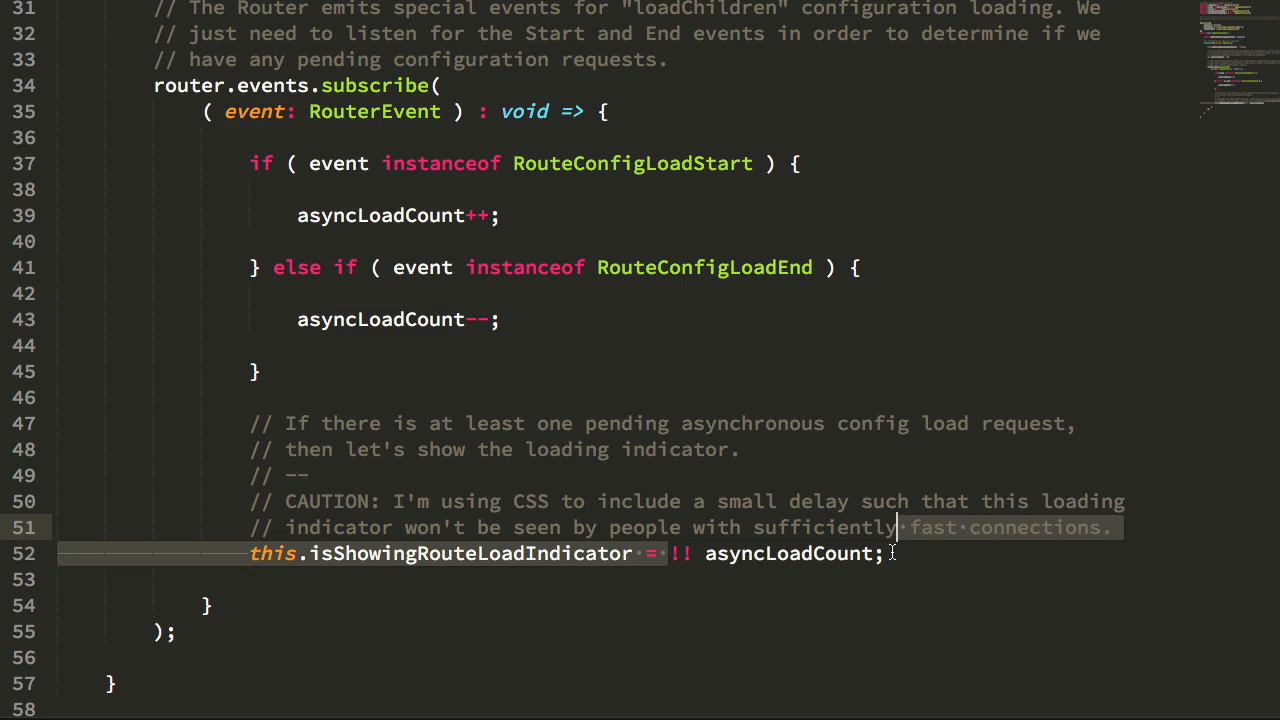 31 // The Router emits special events for "loadChildren" configuration loading. We
32 // just need to listen for the Start and End events in order to determine if we
33 // have any pending configuration requests.
34 router.events.subscribe(
35 ( event: RouterEvent ) : void => {
36
37 if ( event instanceof RouteConfigLoadStart ) {
38
39 asyncLoadCount++;
40
41 } else if ( event instanceof RouteConfigLoadEnd ) {
42
43 asyncLoadCount--;
44
45 }
46
47 // If there is at least one pending asynchronous config load request,
48 // then let's show the loading indicator.
49 // --
50 // CAUTION: I'm using CSS to include a small delay such that this loading
51 // indicator won't be seen by people with sufficiently fast connections.
52 this.isShowingRouteLoadIndicator = !! asyncLoadCount;
53
54 }
55 );
56
57 }
58